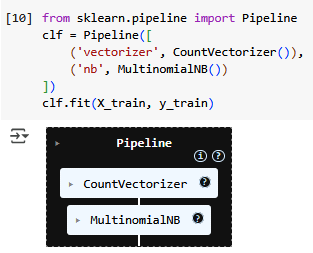 [10] from sklearn.pipeline import Pipeline
clf = Pipeline([
    ('vectorizer', CountVectorizer()),
    ('nb', MultinomialNB())
])
clf.fit(X_train, y_train)
Pipeline
i ?
CountVectorizer ?
MultinomialNB ?